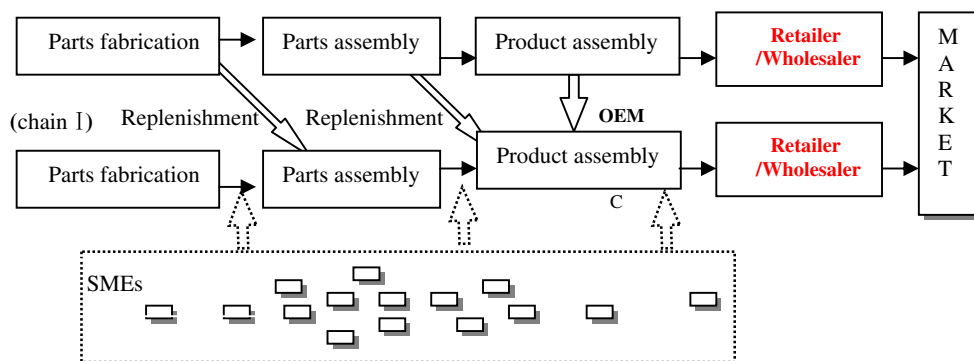 Parts fabrication
Parts assembly
Product assembly
Retailer
/Wholesaler
M
A
R
K
E
T
(chain Ⅰ)
Replenishment
Replenishment
OEM
Parts fabrication
Parts assembly
Product assembly
Retailer
/Wholesaler
C
SMEs